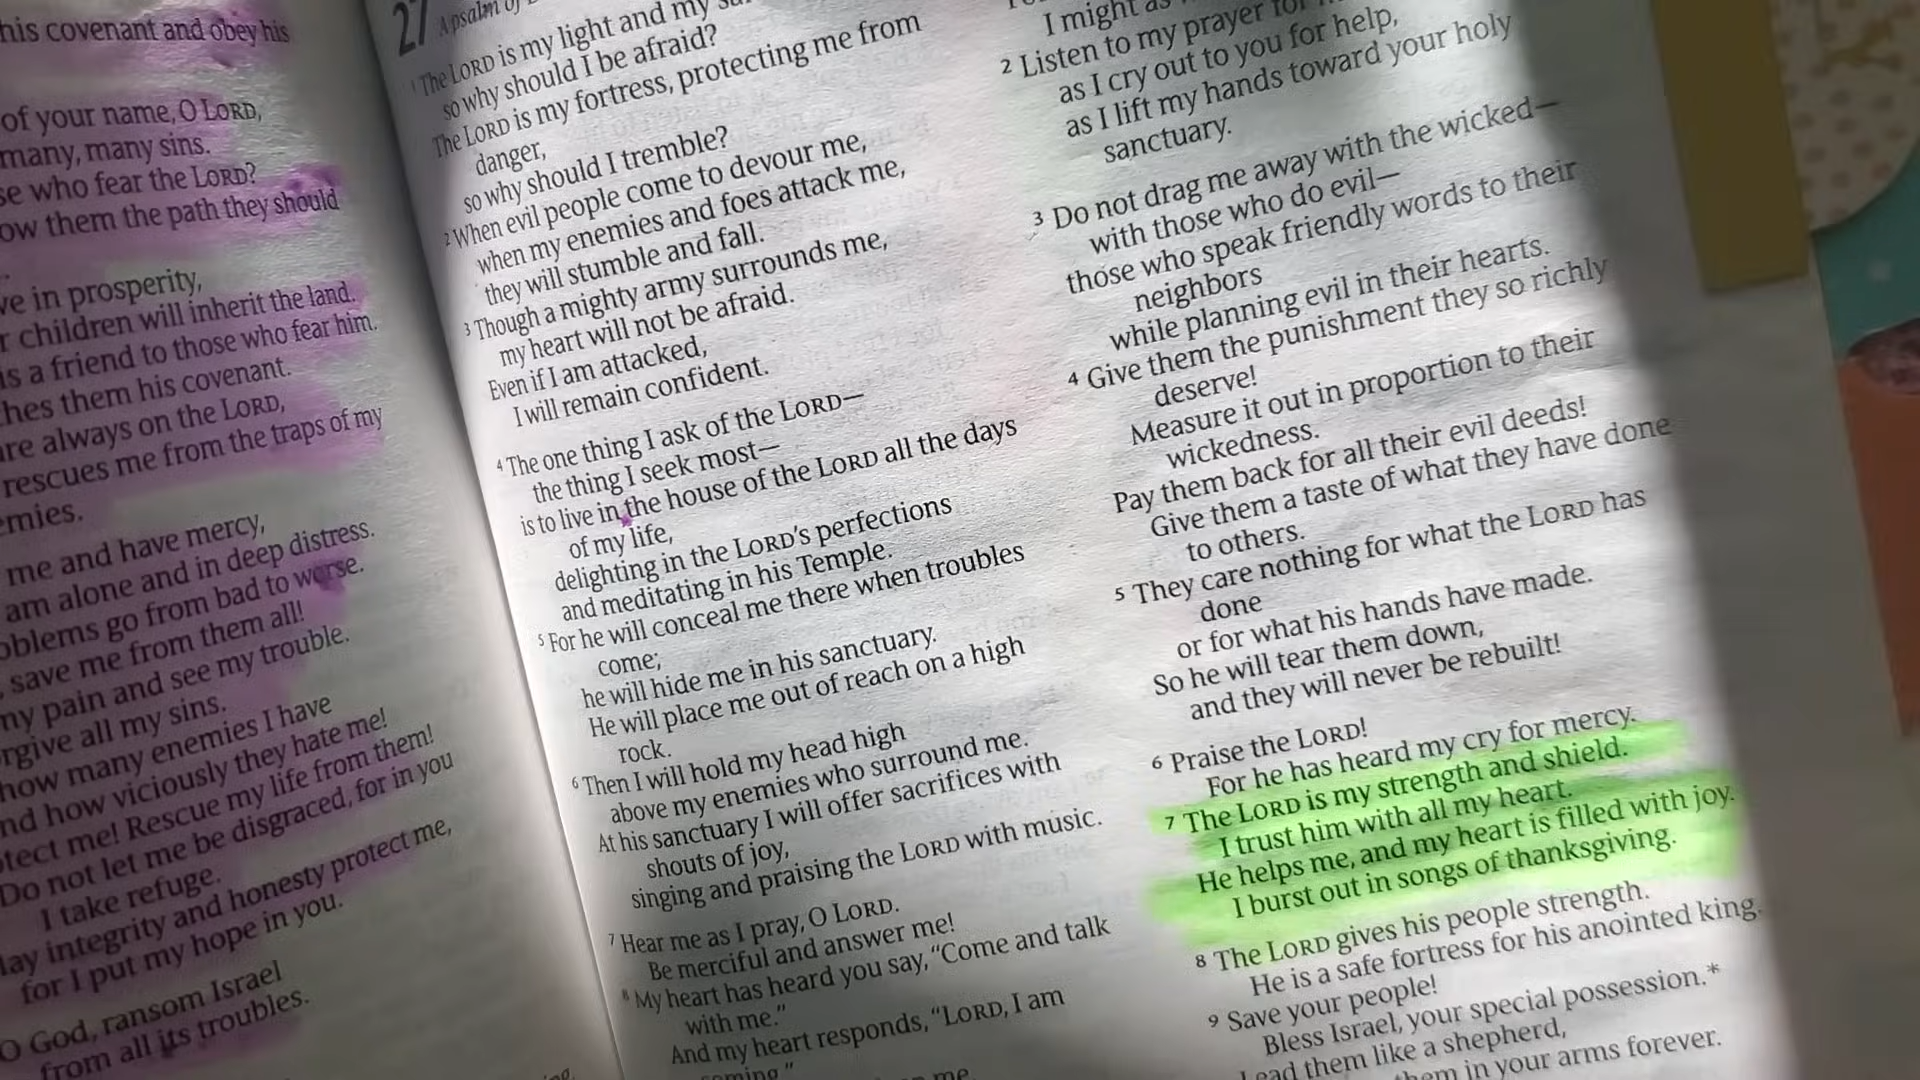 his covenant and obey his
of your name, O LORD,
many, many sins.
who fear the LORD?
them the path they should
in prosperity,
children will inherit the land.
is a friend to those who fear him.
them his covenant.
always on the LORD,
rescues me from the traps of my
me and have mercy,
am alone and in deep distress.
go from bad to worse.
save me from them all!
pain and see my trouble.
all my sins.
how many enemies I have
how viciously they hate me!
me! Rescue my life from them!
Do not let me be disgraced, for in you
I take refuge.
integrity and honesty protect me,
for I put my hope in you.
O God, ransom Israel
from all its troubles.
27 A psalm of
1 The LORD is my light and my
so why should I be afraid?
The LORD is my fortress, protecting me from
danger,
so why should I tremble?
2 When evil people come to devour me,
when my enemies and foes attack me,
they will stumble and fall.
3 Though a mighty army surrounds me,
my heart will not be afraid.
Even if I am attacked,
I will remain confident.
4 The one thing I ask of the LORD—
the thing I seek most—
is to live in the house of the LORD all the days
of my life,
delighting in the LORD's perfections
and meditating in his Temple.
5 For he will conceal me there when troubles
come;
he will hide me in his sanctuary.
He will place me out of reach on a high
rock.
6 Then I will hold my head high
above my enemies who surround me.
At his sanctuary I will offer sacrifices with
shouts of joy,
singing and praising the LORD with music.
7 Hear me as I pray, O LORD.
Be merciful and answer me!
8 My heart has heard you say, “Come and talk
with me.”
And my heart responds, “LORD, I am
me
I might as
2 Listen to my prayer for
as I cry out to you for help,
as I lift my hands toward your holy
sanctuary.
3 Do not drag me away with the wicked—
with those who do evil—
those who speak friendly words to their
neighbors
while planning evil in their hearts.
4 Give them the punishment they so richly
deserve!
Measure it out in proportion to their
wickedness.
Pay them back for all their evil deeds!
Give them a taste of what they have done
to others.
5 They care nothing for what the LORD has
done
or for what his hands have made.
So he will tear them down,
and they will never be rebuilt!
6 Praise the LORD!
For he has heard my cry for mercy.
7 The LORD is my strength and shield.
I trust him with all my heart.
He helps me, and my heart is filled with joy.
I burst out in songs of thanksgiving.
8 The LORD gives his people strength.
He is a safe fortress for his anointed king.
9 Save your people!
Bless Israel, your special possession.*
Lead them like a shepherd,
in your arms forever.